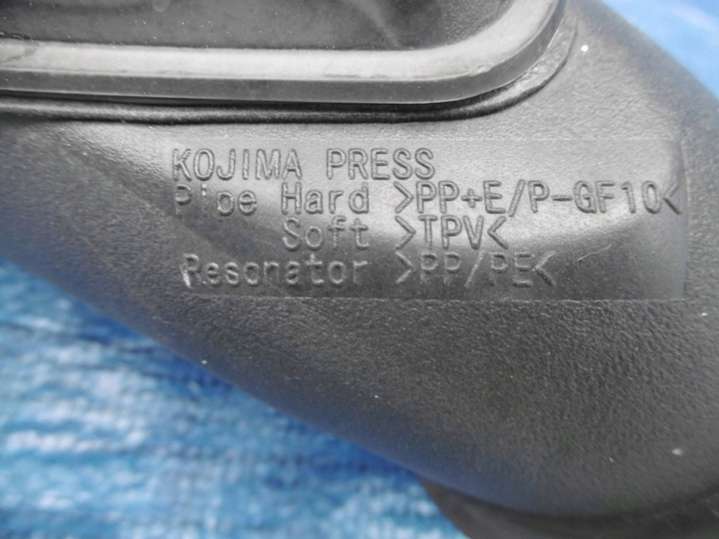 KOJIMA PRESS
Pipe Hard >PP+E/P-GF10<
Soft >TPV<
Resonator >PP/PE<